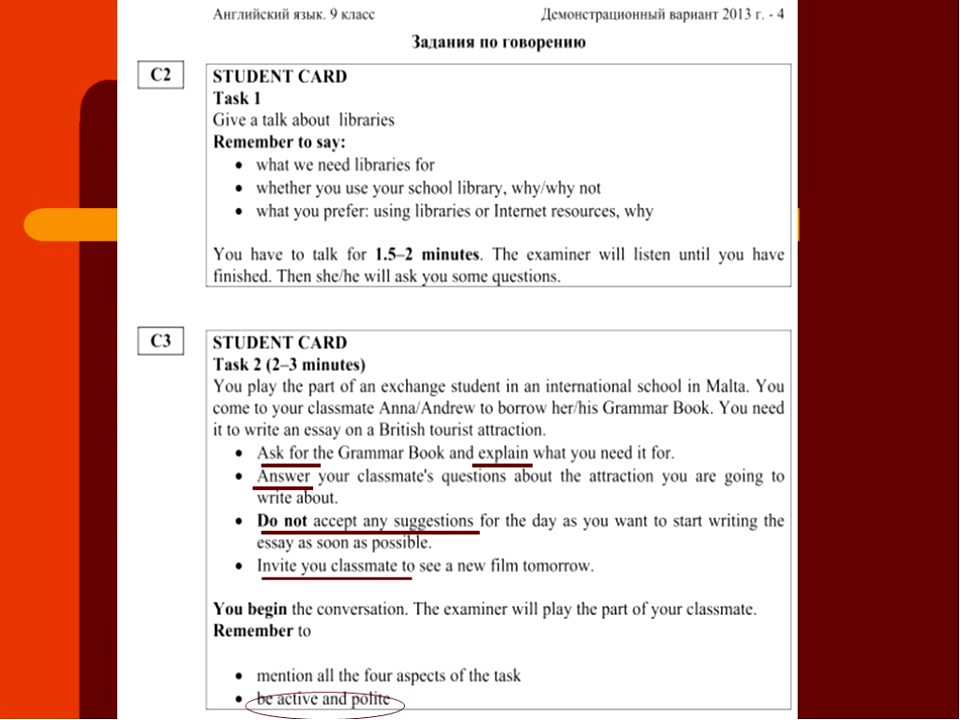 Английский язык. 9 класс Демонстрационный вариант 2013 г. - 4
Задания по говорению
C2
STUDENT CARD
Task 1
Give a talk about libraries
Remember to say:
• what we need libraries for
• whether you use your school library, why/why not
• what you prefer: using libraries or Internet resources, why
You have to talk for 1.5–2 minutes. The examiner will listen until you have
finished. Then she/he will ask you some questions.
C3
STUDENT CARD
Task 2 (2–3 minutes)
You play the part of an exchange student in an international school in Malta. You
come to your classmate Anna/Andrew to borrow her/his Grammar Book. You need
it to write an essay on a British tourist attraction.
• Ask for the Grammar Book and explain what you need it for.
• Answer your classmate's questions about the attraction you are going to
write about.
• Do not accept any suggestions for the day as you want to start writing the
essay as soon as possible.
• Invite you classmate to see a new film tomorrow.
You begin the conversation. The examiner will play the part of your classmate.
Remember to
• mention all the four aspects of the task
• be active and polite